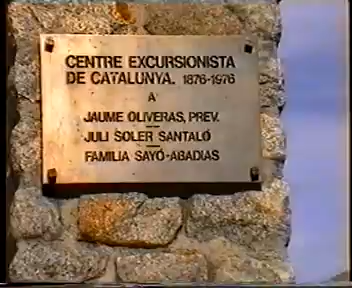 CENTRE EXCURSIONISTA
DE CATALUNYA. 1876-1976
A
JAUME OLIVERAS, PREV.
JULI SOLER SANTALÓ
FAMILIA SAYÓ-ABADIAS